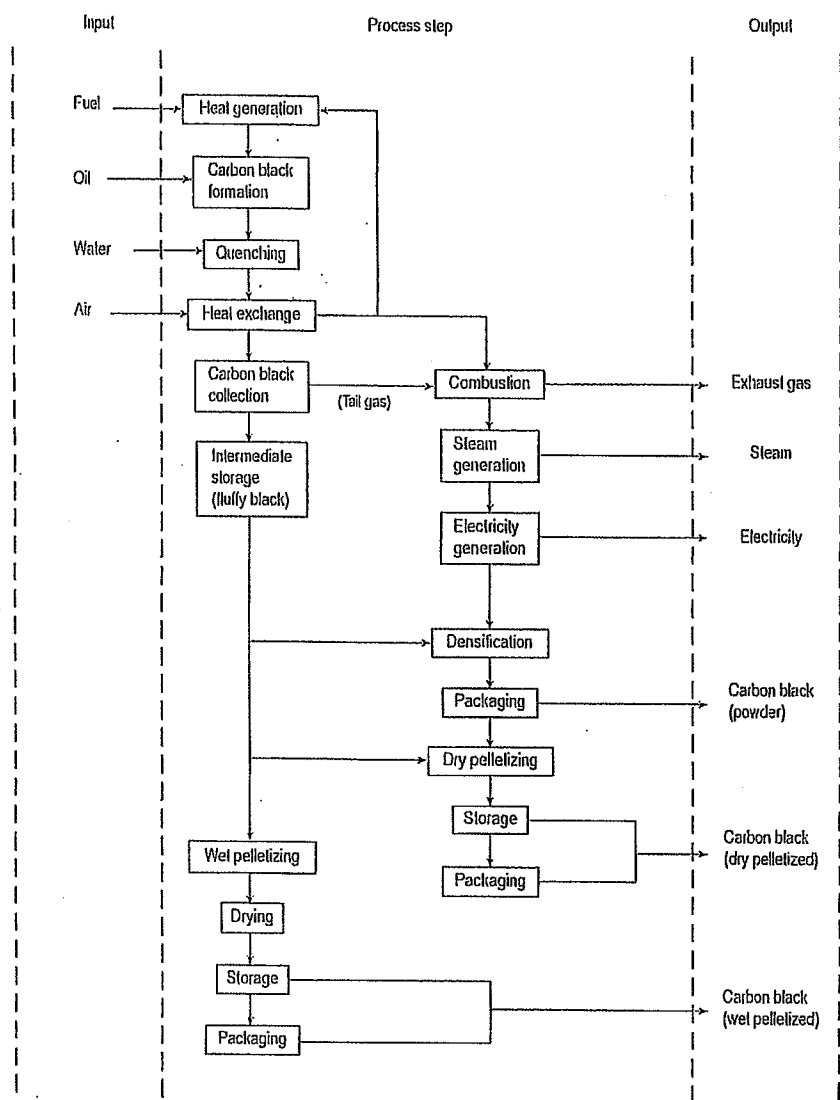 Input
Process step
Output
Fuel
Heat generation
Oil
Carbon black
formation
Water
Quenching
Air
Heat exchange
Carbon black
collection
(Tail gas)
Combustion
Exhaust gas
Intermediate
storage
(fluffy black)
Steam
generation
Steam
Electricity
generation
Electricity
Densification
Packaging
Carbon black
(powder)
Dry pelletizing
Storage
Packaging
Carbon black
(dry pelletized)
Wet pelletizing
Drying
Storage
Packaging
Carbon black
(wet pelletized)